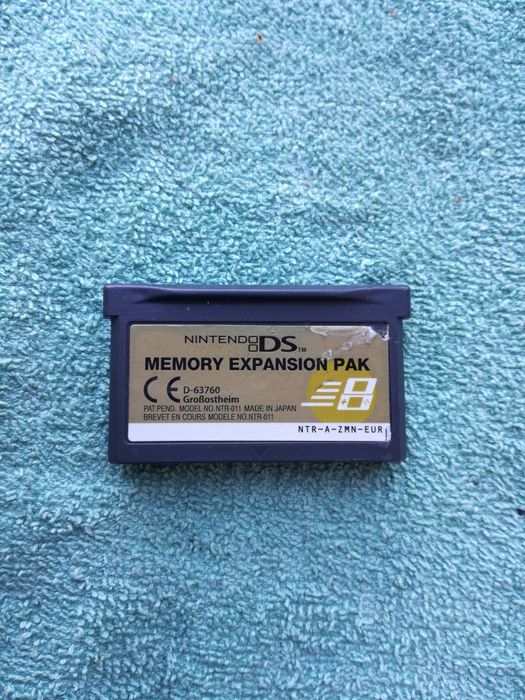 NINTENDO DS™
MEMORY EXPANSION PAK
CE D-63760
Großostheim
PAT.PEND. MODEL NO.NTR-011 MADE IN JAPAN
BREVET EN COURS MODELE NO.NTR-011
NTR-A-ZMN-EUR